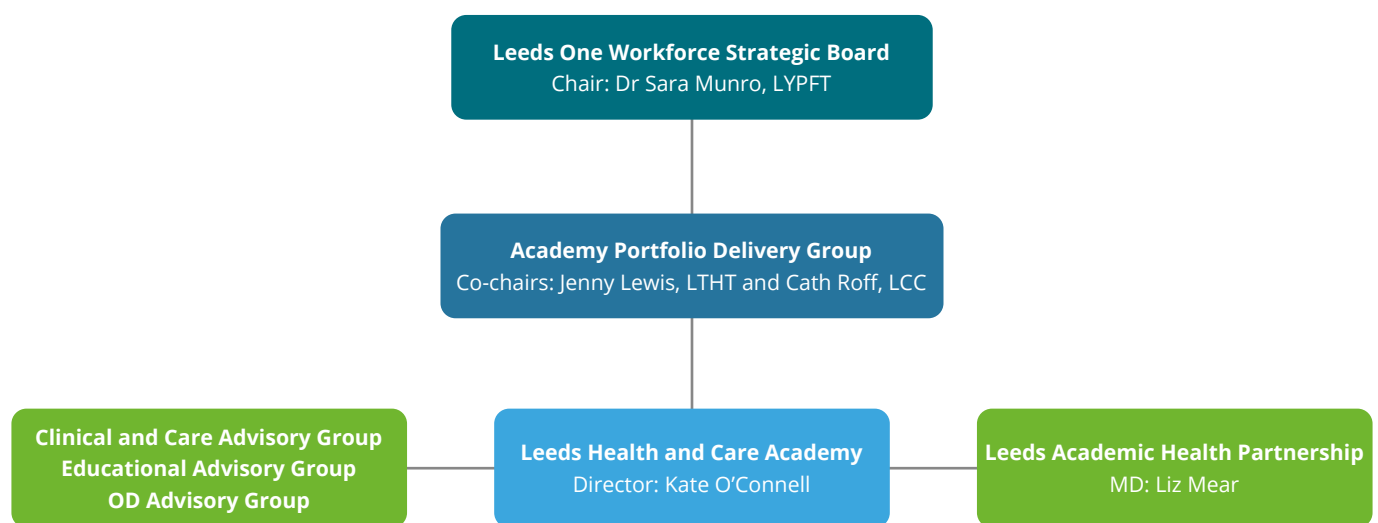 Leeds One Workforce Strategic Board
Chair: Dr Sara Munro, LYPFT
Academy Portfolio Delivery Group
Co-chairs: Jenny Lewis, LTHT and Cath Roff, LCC
Clinical and Care Advisory Group
Educational Advisory Group
OD Advisory Group
Leeds Health and Care Academy
Director: Kate O’Connell
Leeds Academic Health Partnership
MD: Liz Mear